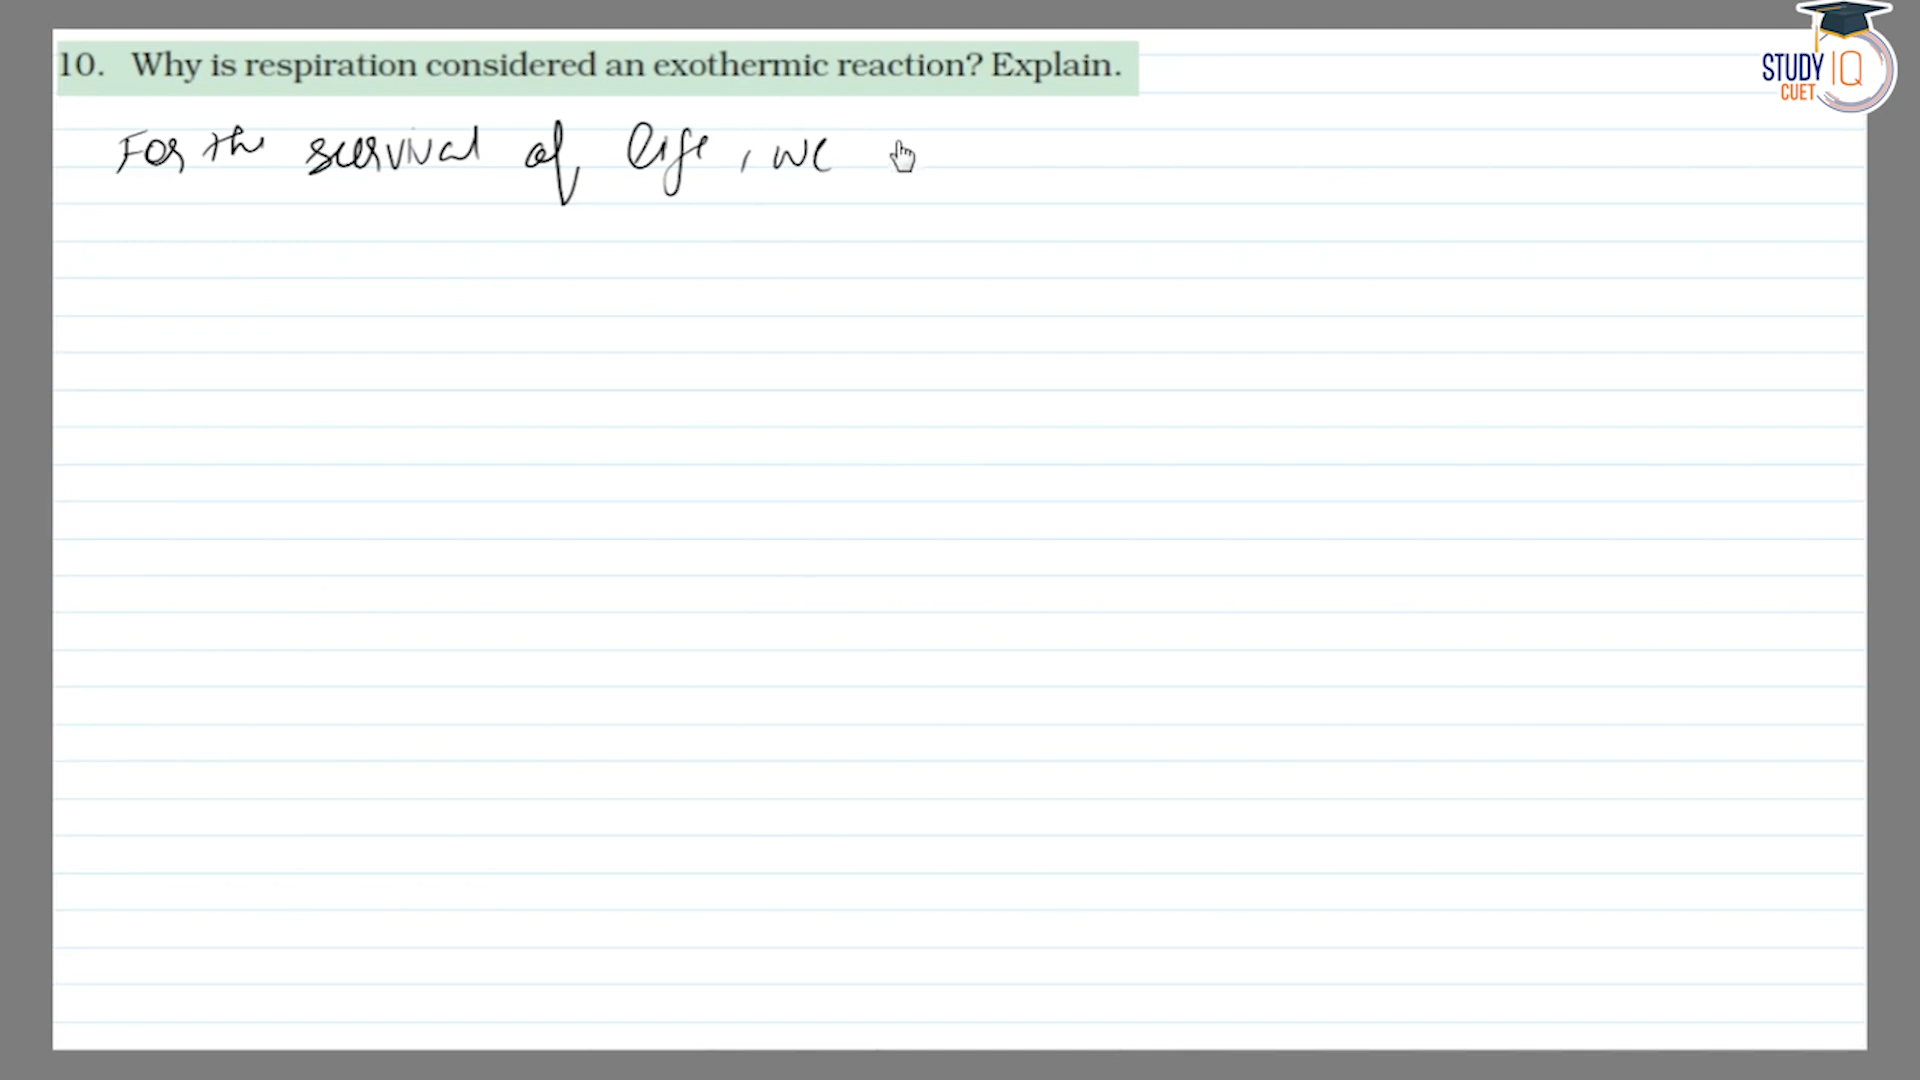 STUDY IQ
CUET
10. Why is respiration considered an exothermic reaction? Explain.
For the survival of life, we